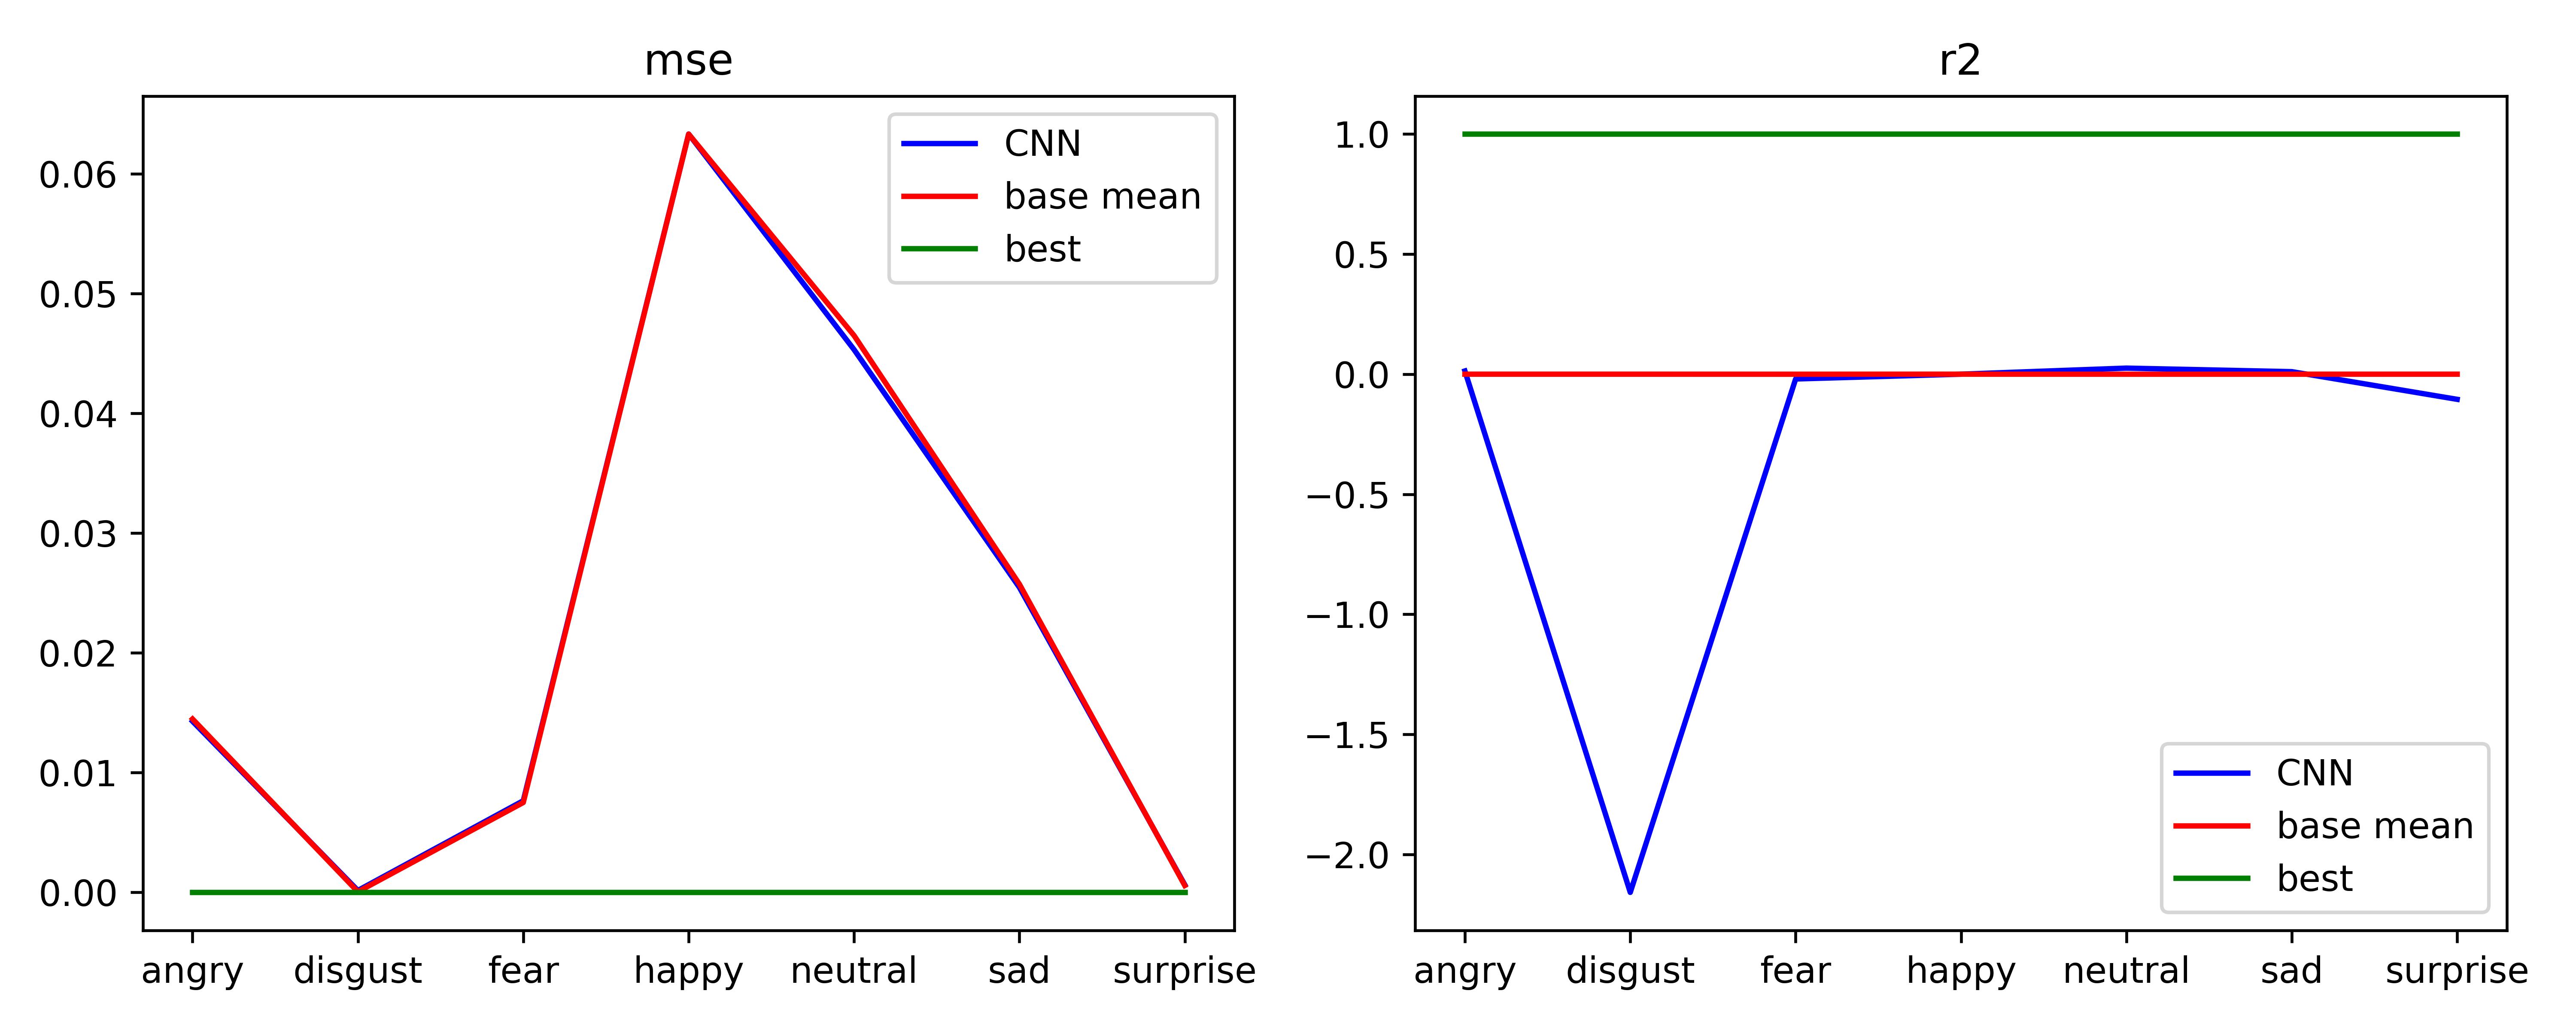 mse
0.06
0.05
0.04
0.03
0.02
0.01
0.00
angry disgust fear happy neutral sad surprise
CNN
base mean
best
r2
1.0
0.5
0.0
−0.5
−1.0
−1.5
−2.0
angry disgust fear happy neutral sad surprise
CNN
base mean
best